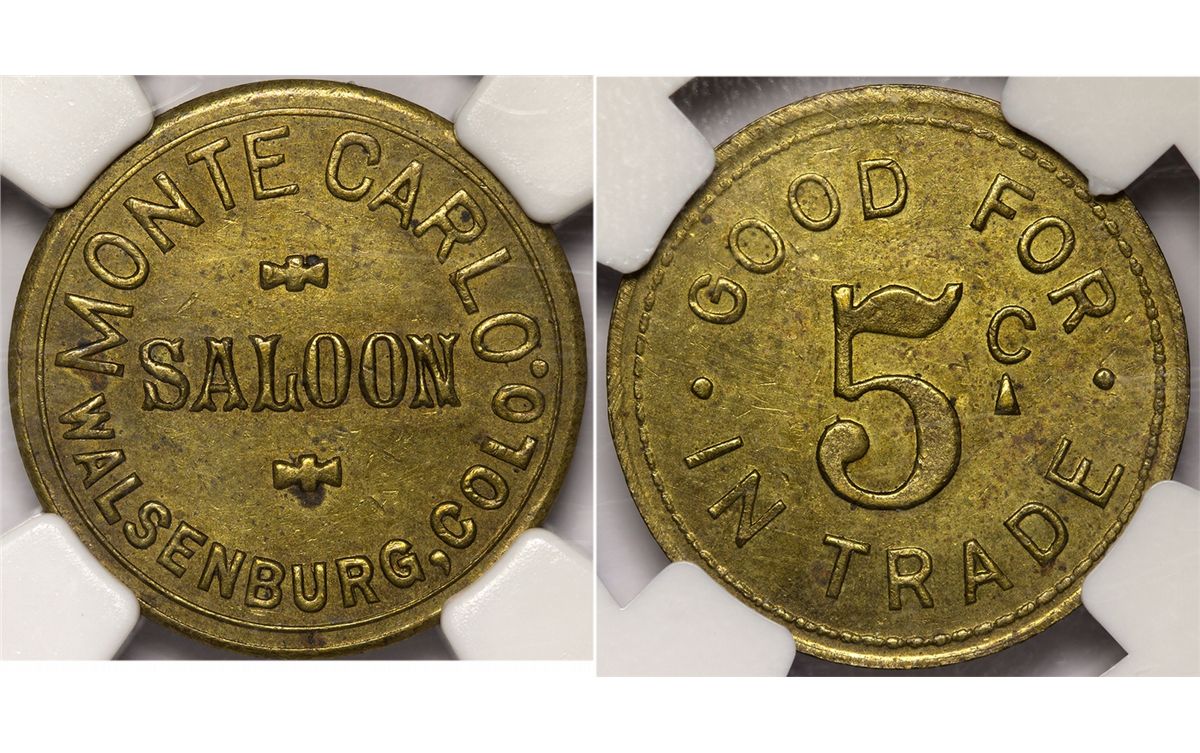 MONTE CARLO.
SALOON
WALSENBURG, COLO.
GOOD FOR
5 C
IN TRADE